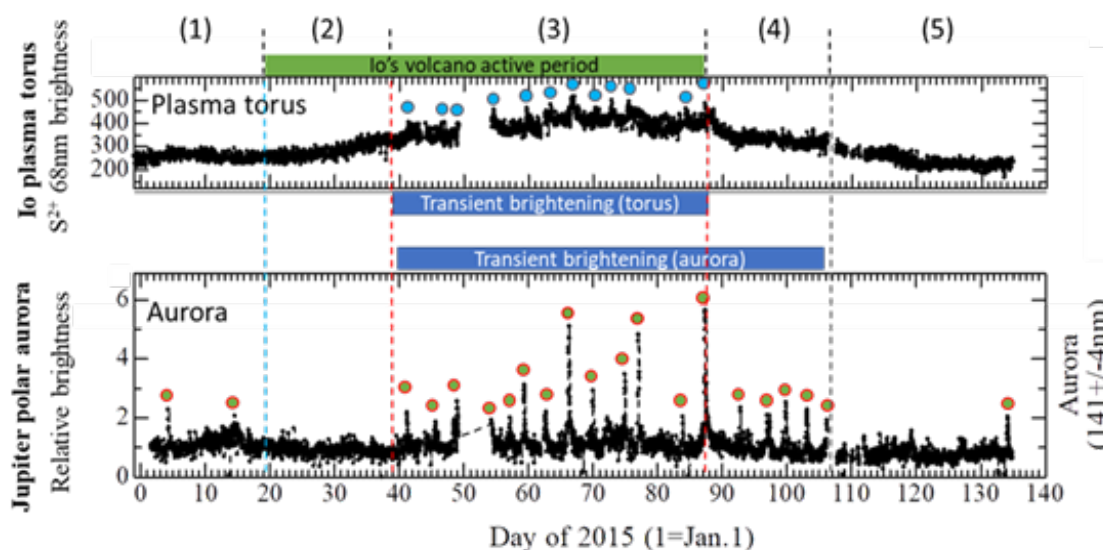 (1) (2) (3) (4) (5)
Io's volcano active period
Io plasma torus
S²⁺ 68nm brightness
500
400
300
200
Plasma torus
Transient brightening (torus)
Transient brightening (aurora)
Jupiter polar aurora
Relative brightness
6
4
2
0
Aurora
Aurora
(141+/-4nm)
0 10 20 30 40 50 60 70 80 90 100 110 120 130 140
Day of 2015 (1=Jan.1)